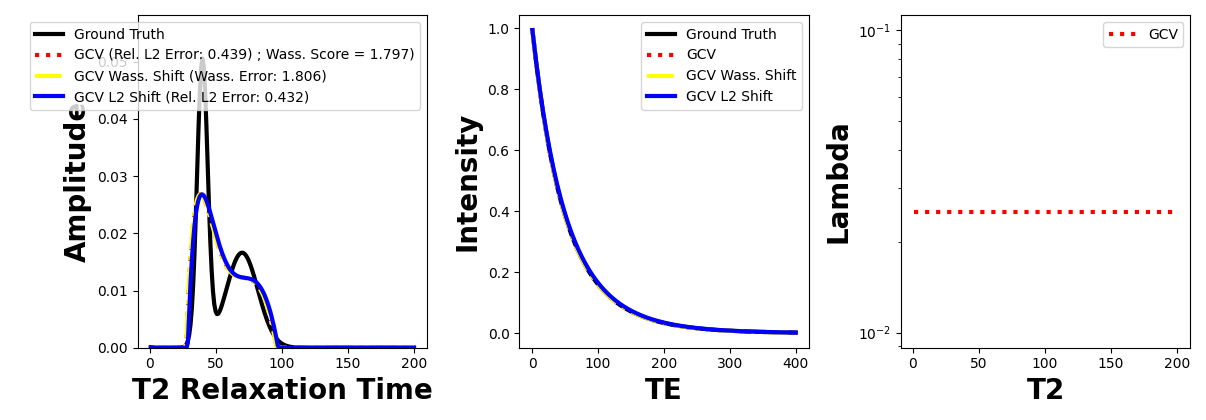 Ground Truth
GCV (Rel. L2 Error: 0.439) ; Wass. Score = 1.797)
GCV Wass. Shift (Wass. Error: 1.806)
GCV L2 Shift (Rel. L2 Error: 0.432)
0.05
0.04
0.03
0.02
0.01
0.00
Amplitude
0
50
100
150
200
T2 Relaxation Time
Ground Truth
GCV
GCV Wass. Shift
GCV L2 Shift
1.0
0.8
0.6
0.4
0.2
0.0
Intensity
0
100
200
300
400
TE
GCV
10⁻¹
10⁻²
Lambda
0
50
100
150
200
T2